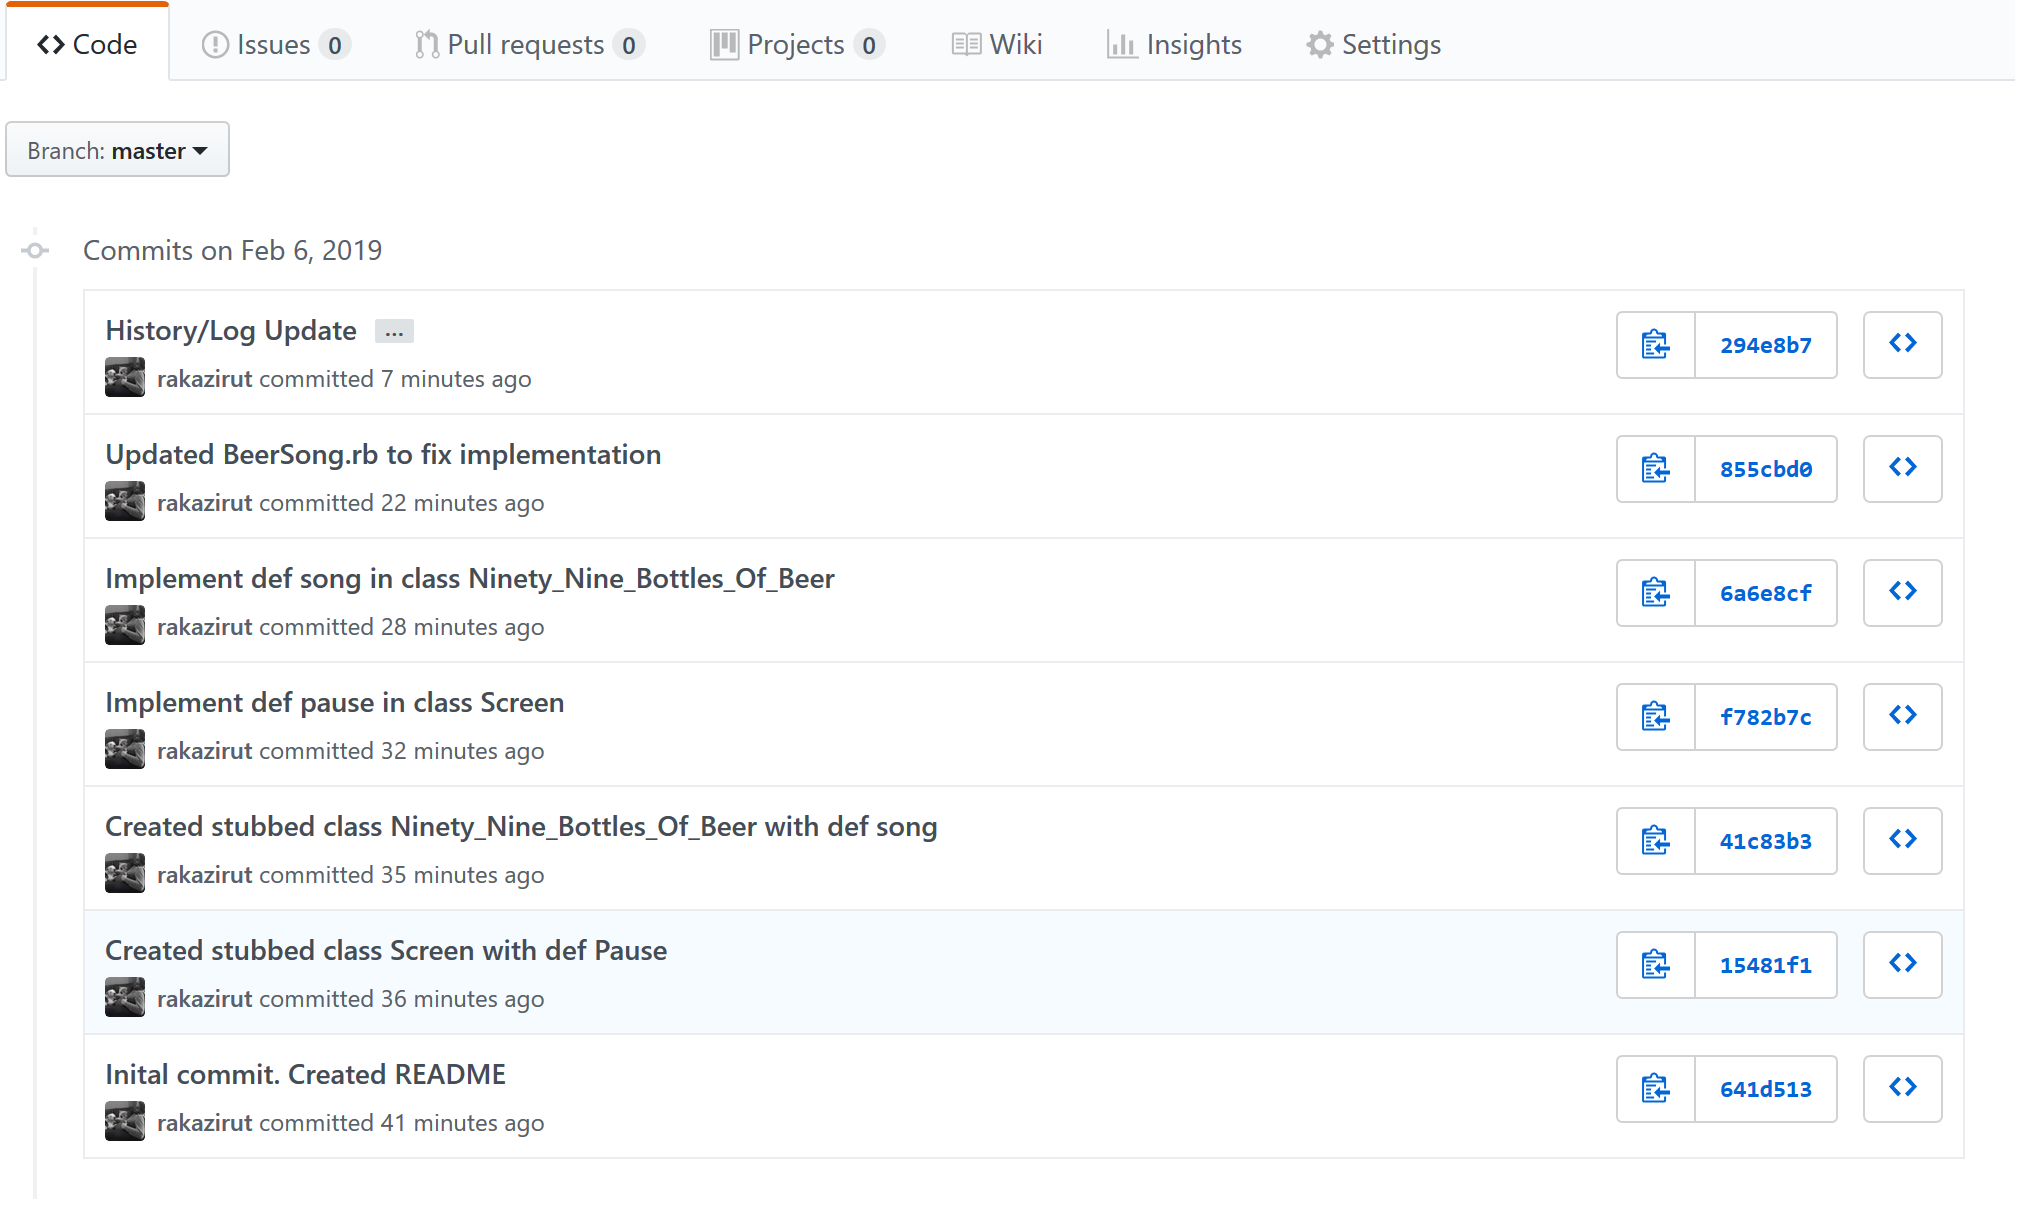 Code Issues 0 Pull requests 0 Projects 0 Wiki Insights Settings
Branch: master
Commits on Feb 6, 2019
History/Log Update ...
294e8b7
rakazirut committed 7 minutes ago
Updated BeerSong.rb to fix implementation
855cbd0
rakazirut committed 22 minutes ago
Implement def song in class Ninety_Nine_Bottles_Of_Beer
6a6e8cf
rakazirut committed 28 minutes ago
Implement def pause in class Screen
f782b7c
rakazirut committed 32 minutes ago
Created stubbed class Ninety_Nine_Bottles_Of_Beer with def song
41c83b3
rakazirut committed 35 minutes ago
Created stubbed class Screen with def Pause
15481f1
rakazirut committed 36 minutes ago
Inital commit. Created README
641d513
rakazirut committed 41 minutes ago